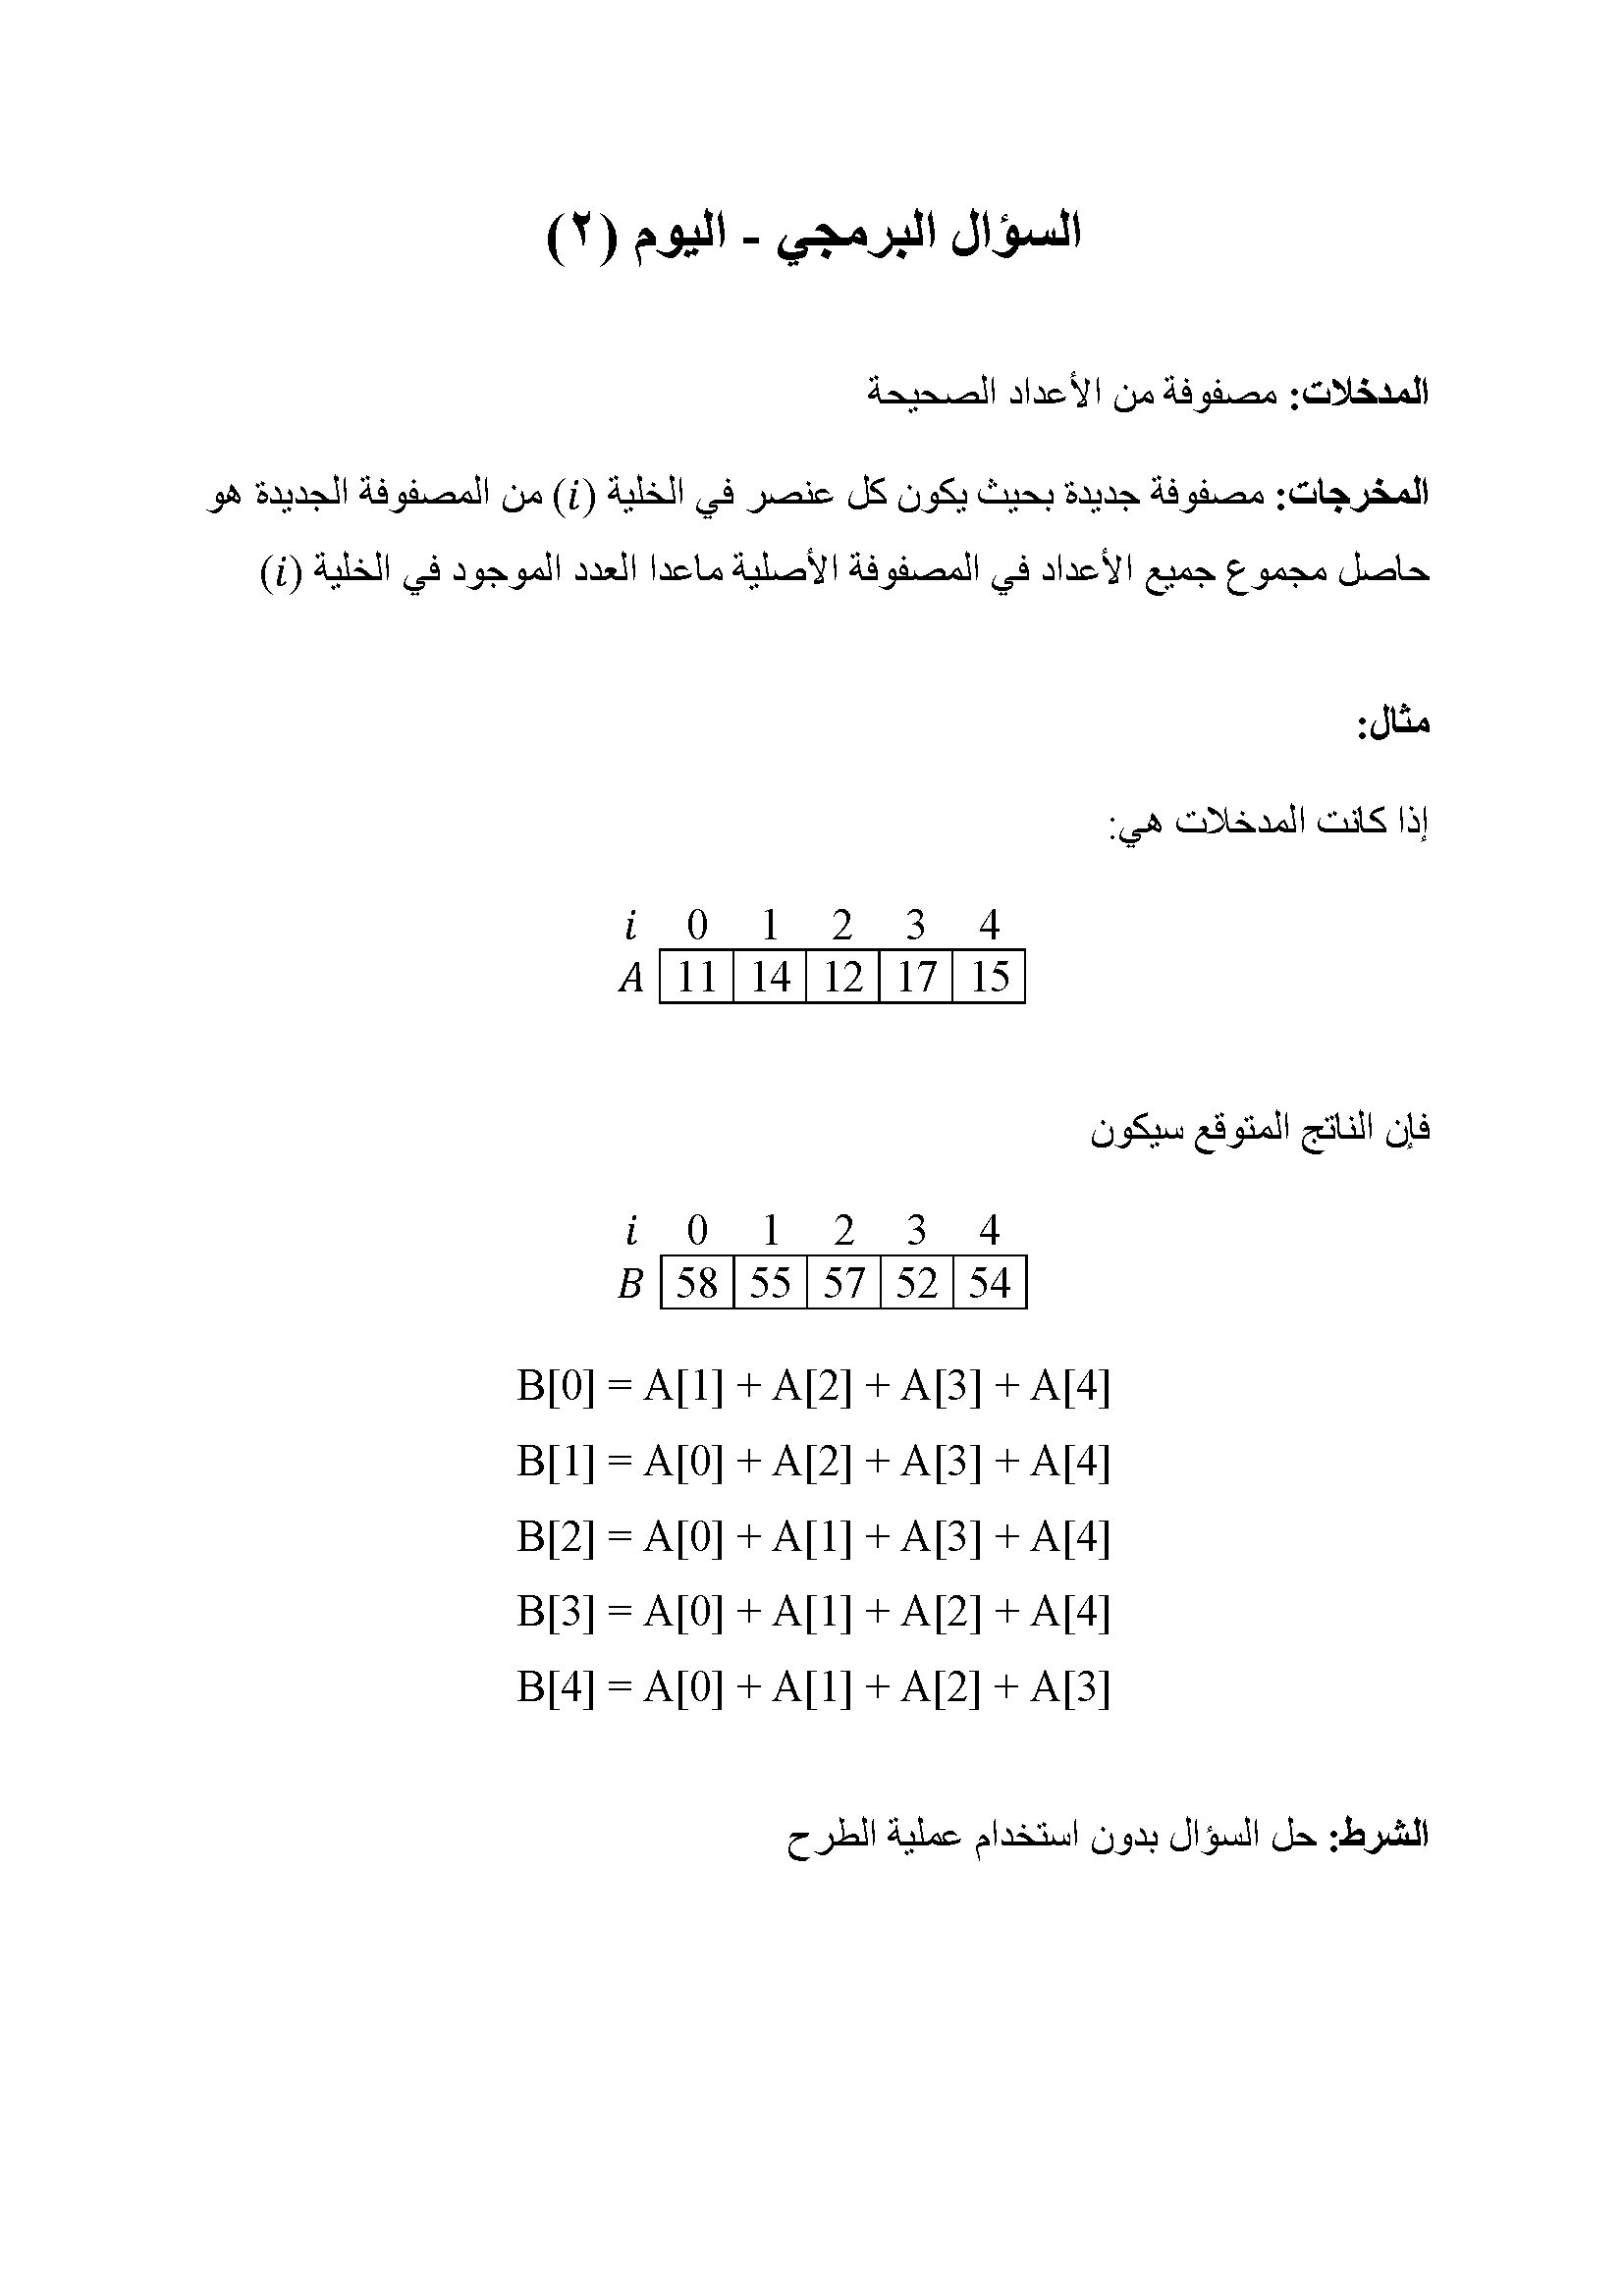 السؤال البرمجي - اليوم (٢)
المدخلات: مصفوفة من الأعداد الصحيحة
المخرجات: مصفوفة جديدة بحيث يكون كل عنصر في الخلية (i) من المصفوفة الجديدة هو
حاصل مجموع جميع الأعداد في المصفوفة الأصلية ماعدا العدد الموجود في الخلية (i)
مثال:
إذا كانت المدخلات هي:
i 0 1 2 3 4
A 11 14 12 17 15
فإن الناتج المتوقع سيكون
i 0 1 2 3 4
B 58 55 57 52 54
B[0] = A[1] + A[2] + A[3] + A[4]
B[1] = A[0] + A[2] + A[3] + A[4]
B[2] = A[0] + A[1] + A[3] + A[4]
B[3] = A[0] + A[1] + A[2] + A[4]
B[4] = A[0] + A[1] + A[2] + A[3]
الشرط: حل السؤال بدون استخدام عملية الطرح